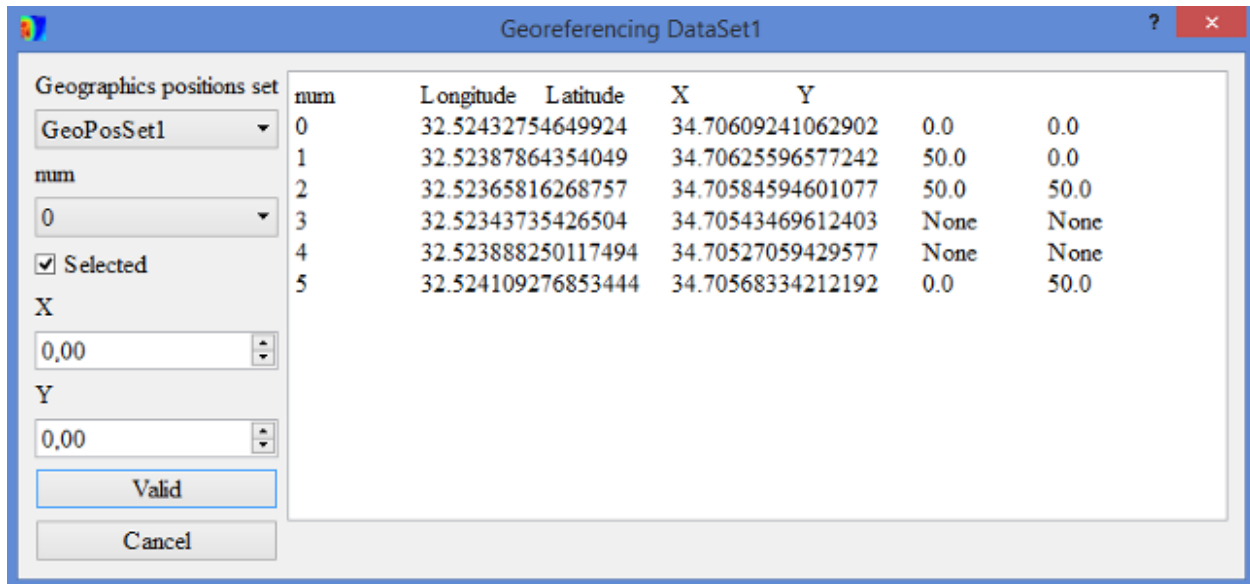 Georeferencing DataSet1
?
×
Geographics positions set
GeoPosSet1
num
0
Selected
X
0,00
Y
0,00
Valid
Cancel
num Longitude Latitude X Y
0 32.52432754649924 34.70609241062902 0.0 0.0
1 32.52387864354049 34.70625596577242 50.0 0.0
2 32.52365816268757 34.70584594601077 50.0 50.0
3 32.52343735426504 34.70543469612403 None None
4 32.523888250117494 34.70527059429577 None None
5 32.524109276853444 34.70568334212192 0.0 50.0